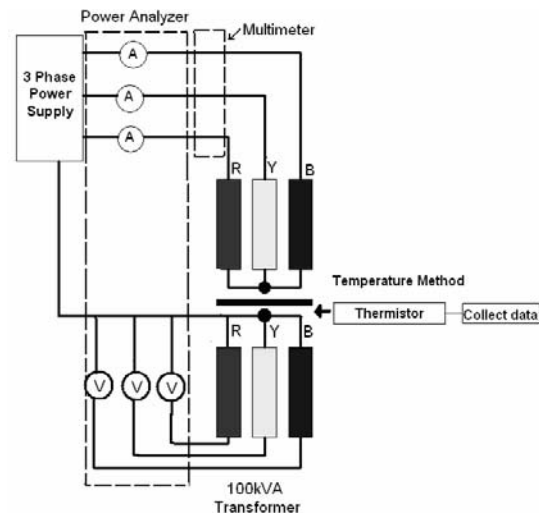 Power Analyzer
Multimeter
3 Phase
Power
Supply
A
A
A
R Y B
Temperature Method
Thermistor
Collect data
R Y B
V V V
100kVA
Transformer